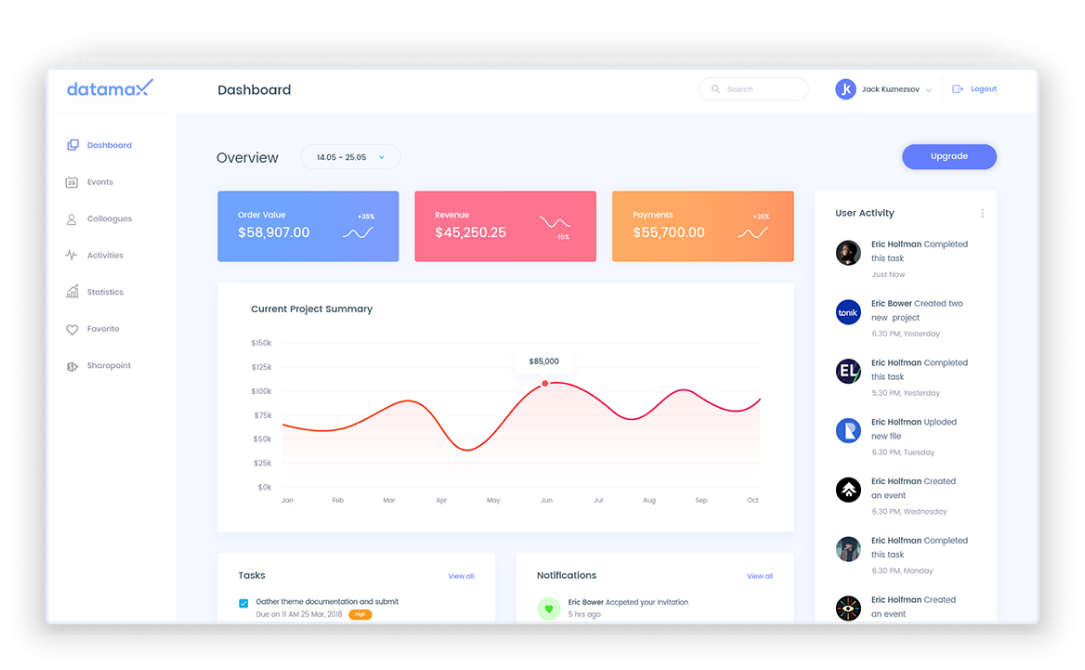 datamax
Dashboard
Search
jk
Jack Kuznezsov
Logout
Dashboard
Events
Colleagues
Activities
Statistics
Favorite
Sharepoint
Overview
14.05 - 25.05
Upgrade
Order Value
+35%
$58,907.00
Revenue
$45,250.25
-15%
Payments
+35%
$55,700.00
Current Project Summary
$150k
$125k
$100k
$75k
$50k
$25k
$0k
$85,000
Jan Feb Mar Apr May Jun Jul Aug Sep Oct
Tasks
View all
Gather theme documentation and submit
Due on 11 AM 25 Mar, 2018 High
Notifications
View all
Eric Bower Accpeted your Invitation
5 hrs ago
User Activity
Eric Holfman Completed
this task
Just Now
tonik
Eric Bower Created two
new project
6.30 PM, Yesterday
EL
Eric Holfman Completed
this task
5.30 PM, Yesterday
Eric Holfman Uploded
new file
6.30 PM, Tuesday
Eric Holfman Created
an event
6.30 PM, Wednesday
Eric Holfman Completed
this task
6.30 PM, Monday
Eric Holfman Created
an event